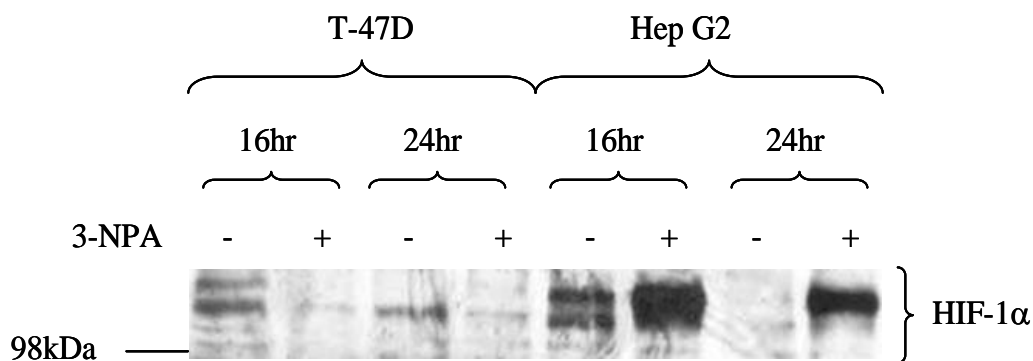 T-47D Hep G2
16hr 24hr 16hr 24hr
3-NPA - + - + - + - +
HIF-1α
98kDa